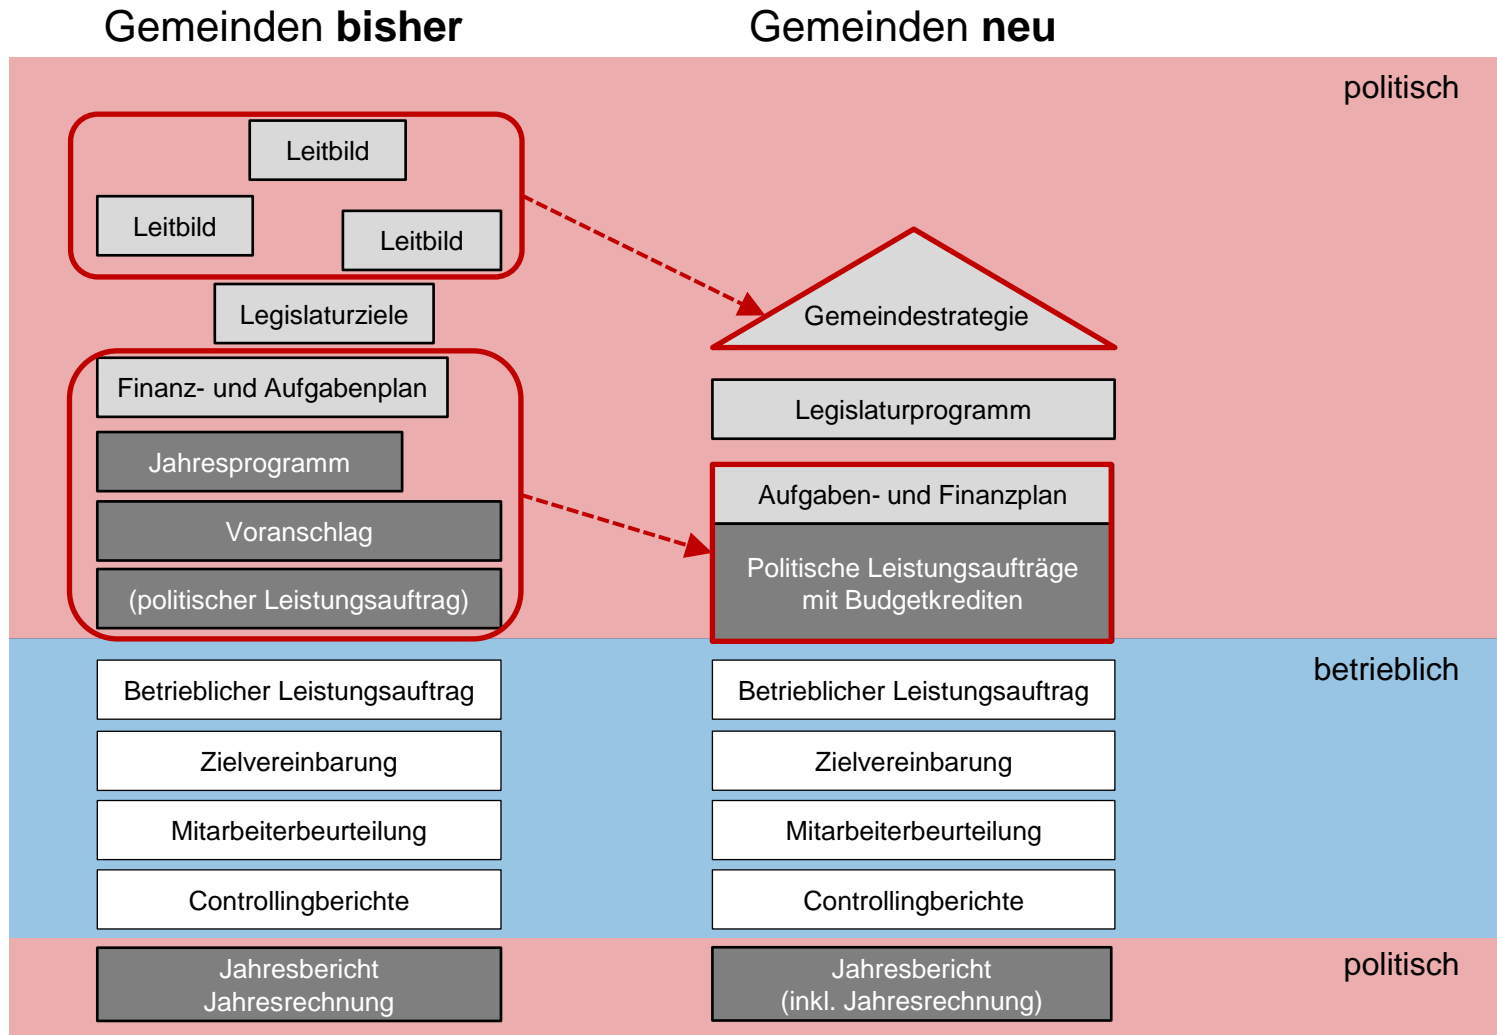 Gemeinden bisher
Gemeinden neu
politisch
Leitbild
Leitbild
Leitbild
Legislaturziele
Finanz- und Aufgabenplan
Jahresprogramm
Voranschlag
(politischer Leistungsauftrag)
Gemeindestrategie
Legislaturprogramm
Aufgaben- und Finanzplan
Politische Leistungsaufträge
mit Budgetkrediten
betrieblich
Betrieblicher Leistungsauftrag
Zielvereinbarung
Mitarbeiterbeurteilung
Controllingberichte
Betrieblicher Leistungsauftrag
Zielvereinbarung
Mitarbeiterbeurteilung
Controllingberichte
politisch
Jahresbericht
Jahresrechnung
Jahresbericht
(inkl. Jahresrechnung)